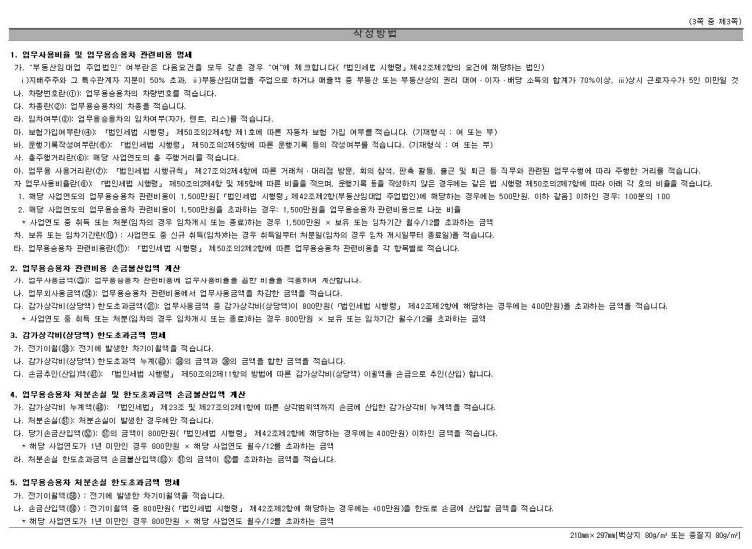 (3쪽 중 제3쪽)
작성방법
1. 업무사용비율 및 업무용승용차 관련비용 명세
가. "부동산임대업 주업법인" 여부란은 다음요건을 모두 갖춘 경우 "여"에 체크합니다(「법인세법 시행령」제42조제2항의 요건에 해당하는 법인)
ⅰ)지배주주와 그 특수관계자 지분이 50% 초과, ⅱ)부동산임대업을 주업으로 하거나 매출액 중 부동산 또는 부동산상의 권리 대여·이자·배당 소득의 합계가 70%이상, ⅲ)상시 근로자수가 5인 미만일 것
나. 차량번호란(①): 업무용승용차의 차량번호를 적습니다.
다. 차종란(②): 업무용승용차의 차종을 적습니다.
라. 임차여부(③): 업무용승용차의 임차여부(자가, 렌트, 리스)를 적습니다.
마. 보험가입여부란(④): 「법인세법 시행령」 제50조의2제4항 제1호에 따른 자동차 보험 가입 여부를 적습니다. (기재형식 : 여 또는 부)
바. 운행기록작성여부란(⑤): 「법인세법 시행령」 제50조의2제5항에 따른 운행기록 등의 작성여부를 적습니다. (기재형식 : 여 또는 부)
사. 총주행거리란(⑥): 해당 사업연도의 총 주행거리를 적습니다.
아. 업무용 사용거리란(⑦): 「법인세법 시행규칙」 제27조의2제4항에 따른 거래처·대리점 방문, 회의 참석, 판촉 활동, 출근 및 퇴근 등 직무와 관련된 업무수행에 따라 주행한 거리를 적습니다.
자 업무사용비율란(⑧): 「법인세법 시행령」 제50조의2제4항 및 제5항에 따른 비율을 적으며, 운행기록 등을 작성하지 않은 경우에는 같은 법 시행령 제50조의2제7항에 따라 아래 각 호의 비율을 적습니다.
1. 해당 사업연도의 업무용승용차 관련비용이 1,500만원[「법인세법 시행령」제42조제2항(부동산임대업 주업법인)에 해당하는 경우에는 500만원. 이하 같음] 이하인 경우: 100분의 100
2. 해당 사업연도의 업무용승용차 관련비용이 1,500만원을 초과하는 경우: 1,500만원을 업무용승용차 관련비용으로 나눈 비율
* 사업연도 중 취득 또는 처분(임차의 경우 임차개시 또는 종료)하는 경우 1,500만원 × 보유 또는 임차기간 월수/12를 초과하는 금액
차. 보유 또는 임차기간란(⑩) : 사업연도 중 신규 취득(임차)하는 경우 취득일부터 처분일(임차의 경우 임차 개시일부터 종료일)을 적습니다.
타. 업무용승용차 관련비용란(⑪): 「법인세법 시행령」 제50조의2제2항에 따른 업무용승용차 관련비용을 각 항목별로 적습니다.
2. 업무용승용차 관련비용 손금불산입액 계산
가. 업무사용금액(㉓): 업무용승용차 관련비용에 업무사용비율을 곱한 비율을 적용하여 계산합니다.
나. 업무외사용금액(㉔): 업무용승용차 관련비용에서 업무사용금액을 차감한 금액을 적습니다.
다. 감가상각비(상당액) 한도초과금액(㉛): 업무사용금액 중 감가상각비(상당액)이 800만원(「법인세법 시행령」 제42조제2항에 해당하는 경우에는 400만원)을 초과하는 금액을 적습니다.
* 사업연도 중 취득 또는 처분(임차의 경우 임차개시 또는 종료)하는 경우 800만원 × 보유 또는 임차기간 월수/12를 초과하는 금액
3. 감가상각비(상당액) 한도초과금액 명세
가. 전기이월(㊳): 전기에 발생한 차기이월액을 적습니다.
나. 감가상각비(상당액) 한도초과액 누계(㊵): ㊳의 금액과 ㊴의 금액을 합한 금액을 적습니다.
다. 손금추인(산입)액(㊶): 「법인세법 시행령」 제50조의2제11항의 방법에 따른 감가상각비(상당액) 이월액을 손금으로 추인(산입) 합니다.
4. 업무용승용차 처분손실 및 한도초과금액 손금불산입액 계산
가. 감가상각비 누계액(㊽): 「법인세법」 제23조 및 제27조의2제1항에 따른 상각범위액까지 손금에 산입한 감가상각비 누계액을 적습니다.
나. 처분손실(51): 처분손실이 발생한 경우에만 적습니다.
다. 당기손금산입액(52): 51의 금액이 800만원(「법인세법 시행령」 제42조제2항에 해당하는 경우에는 400만원) 이하인 금액을 적습니다.
* 해당 사업연도가 1년 미만인 경우 800만원 × 해당 사업연도 월수/12를 초과하는 금액
라. 처분손실 한도초과금액 손금불산입액(53): 51의 금액이 52를 초과하는 금액을 적습니다.
5. 업무용승용차 처분손실 한도초과금액 명세
가. 전기이월액(58) : 전기에 발생한 차기이월액을 적습니다.
나. 손금산입액(59) : 전기이월액 중 800만원(「법인세법 시행령」 제42조제2항에 해당하는 경우에는 400만원)을 한도로 손금에 산입할 금액을 적습니다.
* 해당 사업연도가 1년 미만인 경우 800만원 × 해당 사업연도 월수/12를 초과하는 금액
210mm×297mm[백상지 80g/㎡ 또는 중질지 80g/㎡]